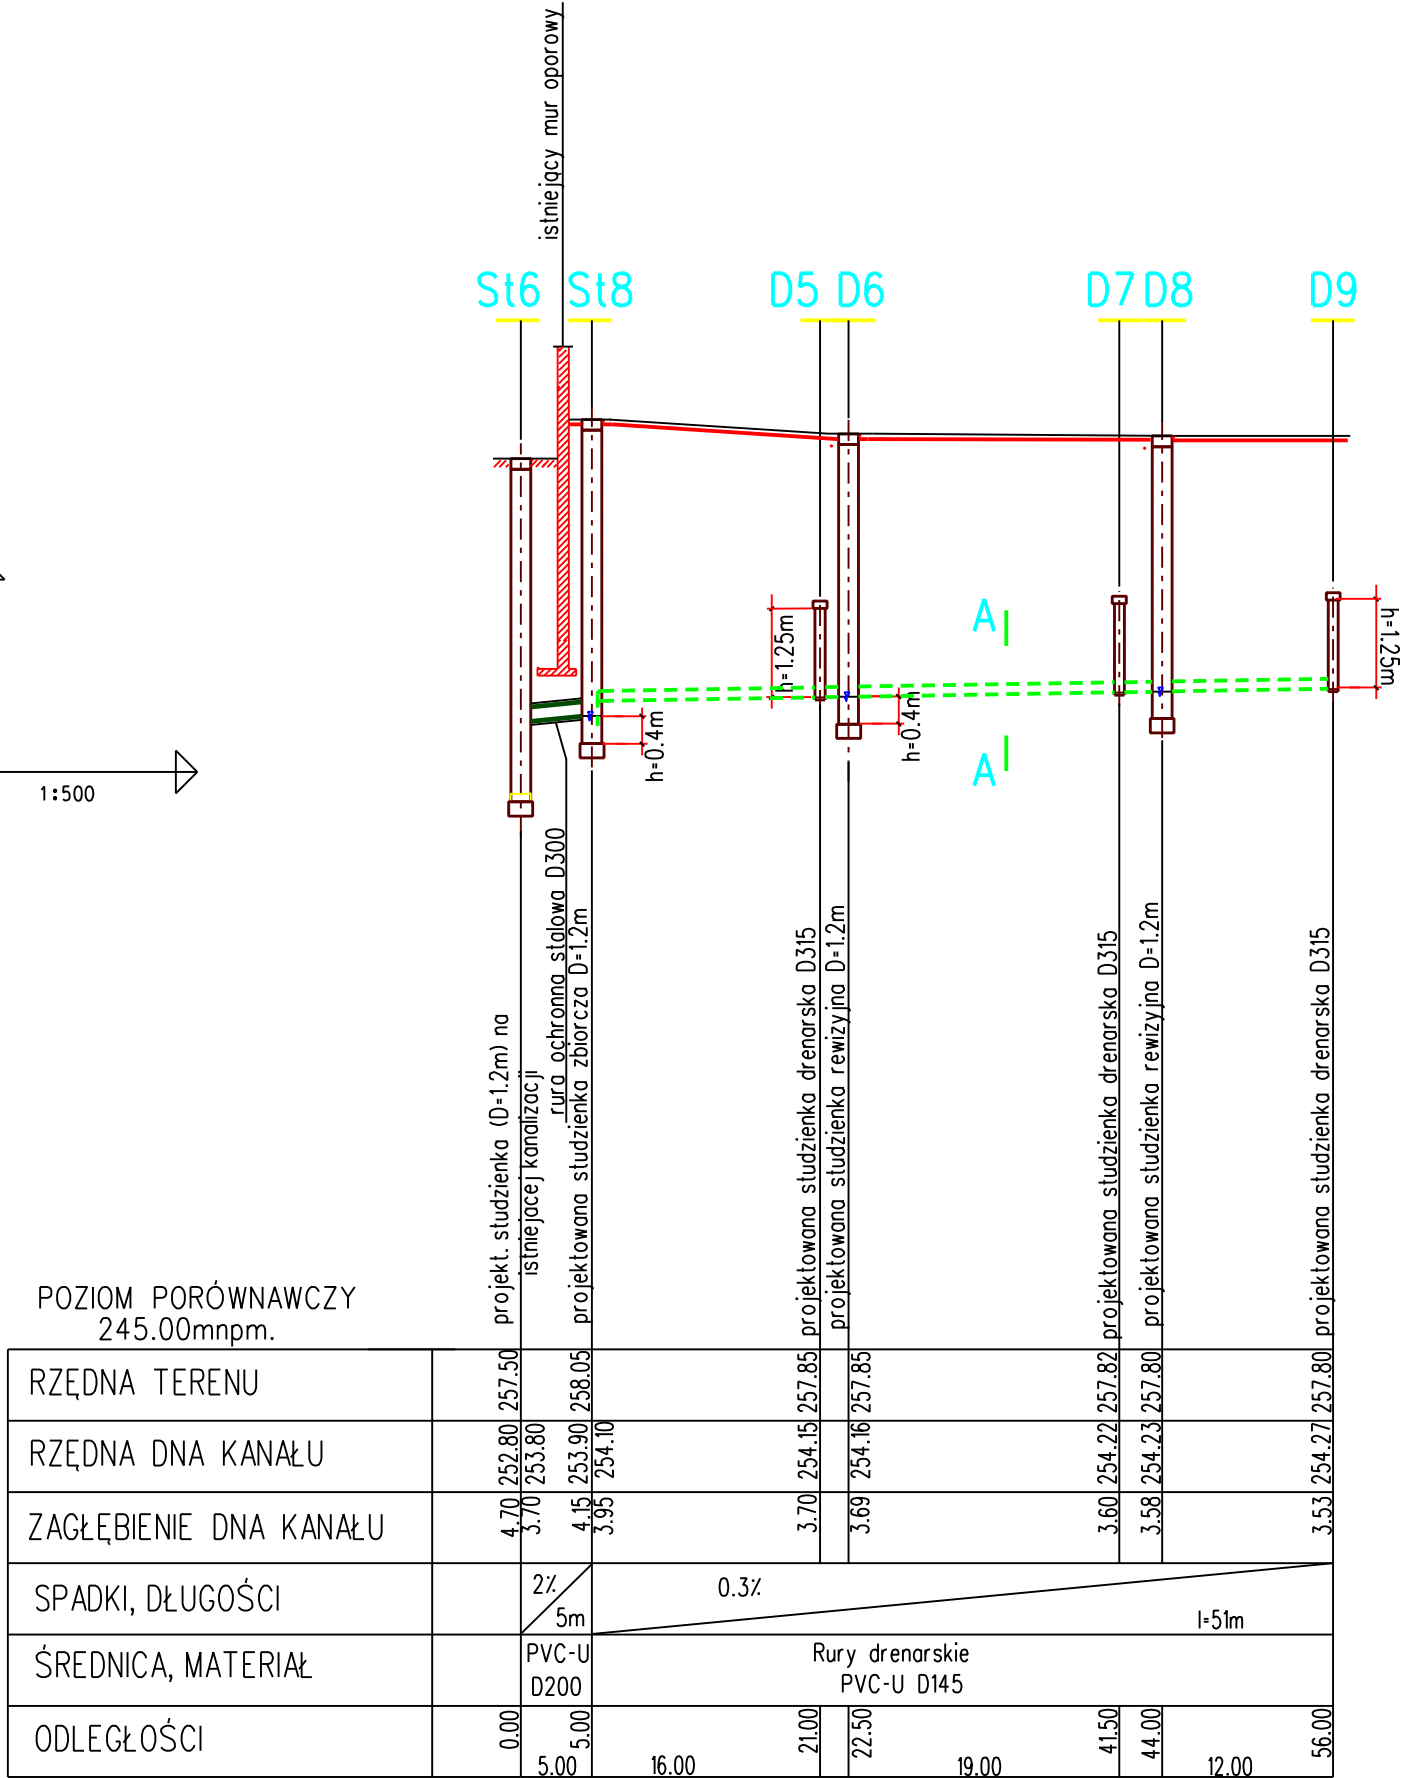 istniejący mur oporowy
St6 St8 D5 D6 D7 D8 D9
h=1.25m
h=1.25m
A
h=0.4m
h=0.4m
A
1:500
projekt. studzienka (D=1.2m) na
istniejacej kanalizacji
rura ochronna stalowa D300
projektowana studzienka zbiorcza D=1.2m
projektowana studzienka drenarska D315
projektowana studzienka rewizyjna D=1.2m
projektowana studzienka drenarska D315
projektowana studzienka rewizyjna D=1.2m
projektowana studzienka drenarska D315
POZIOM PORÓWNAWCZY
245.00mnpm.
RZĘDNA TERENU 257.50 258.05 257.85 257.85 257.82 257.80 257.80
RZĘDNA DNA KANAŁU 252.80 253.80 253.90 254.10 254.15 254.16 254.22 254.23 254.27
ZAGŁĘBIENIE DNA KANAŁU 4.70 3.70 4.15 3.95 3.70 3.69 3.60 3.58 3.53
SPADKI, DŁUGOŚCI 2% 5m 0.3% l=51m
ŚREDNICA, MATERIAŁ
PVC-U
D200
Rury drenarskie
PVC-U D145
ODLEGŁOŚCI 0.00 5.00 21.00 22.50 41.50 44.00 56.00
5.00 16.00 19.00 12.00